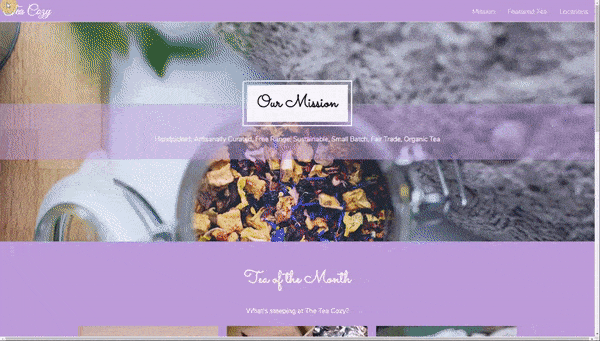 Tea Cozy
Mission Featured Tea Locations
Our Mission
Handpicked, Artisanally Curated, Free Range, Sustainable, Small Batch, Fair Trade, Organic Tea
Tea of the Month
What's steeping at The Tea Cozy?